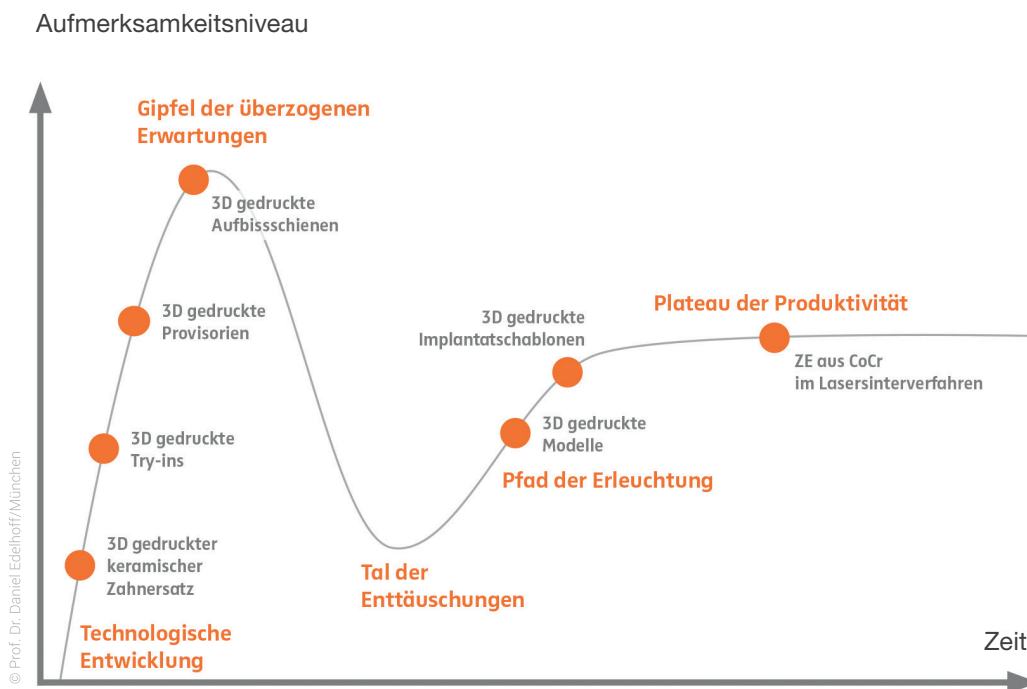 Aufmerksamkeitsniveau
Gipfel der überzogenen
Erwartungen
3D gedruckte
Aufbissschienen
3D gedruckte
Provisorien
3D gedruckte
Try-ins
3D gedruckter
keramischer
Zahnersatz
Technologische
Entwicklung
Tal der
Enttäuschungen
3D gedruckte
Implantatschablonen
3D gedruckte
Modelle
Pfad der Erleuchtung
Plateau der Produktivität
ZE aus CoCr
im Lasersinterverfahren
Zeit
© Prof. Dr. Daniel Edelhoff/München